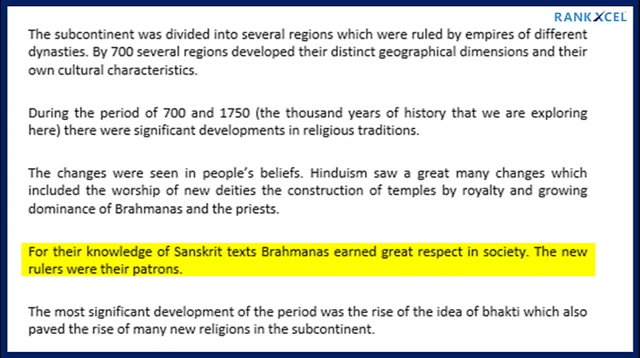 RANKXCEL
The subcontinent was divided into several regions which were ruled by empires of different
dynasties. By 700 several regions developed their distinct geographical dimensions and their
own cultural characteristics.
During the period of 700 and 1750 (the thousand years of history that we are exploring
here) there were significant developments in religious traditions.
The changes were seen in people's beliefs. Hinduism saw a great many changes which
included the worship of new deities the construction of temples by royalty and growing
dominance of Brahmanas and the priests.
For their knowledge of Sanskrit texts Brahmanas earned great respect in society. The new
rulers were their patrons.
The most significant development of the period was the rise of the idea of bhakti which also
paved the rise of many new religions in the subcontinent.